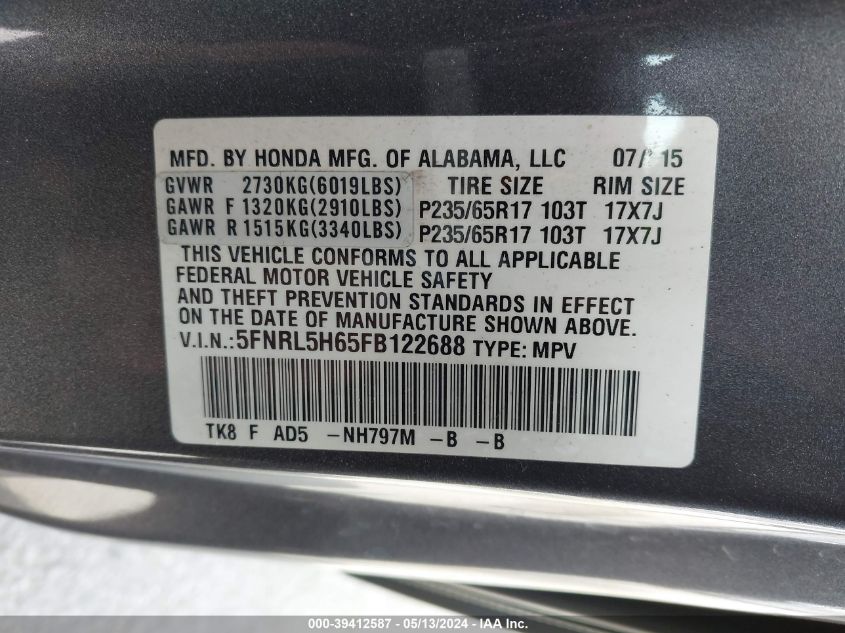 MFD. BY HONDA MFG. OF ALABAMA, LLC 07/ 15
GVWR 2730KG(6019LBS) TIRE SIZE RIM SIZE
GAWR F 1320KG(2910LBS) P235/65R17 103T 17X7J
GAWR R 1515KG(3340LBS) P235/65R17 103T 17X7J
THIS VEHICLE CONFORMS TO ALL APPLICABLE
FEDERAL MOTOR VEHICLE SAFETY
AND THEFT PREVENTION STANDARDS IN EFFECT
ON THE DATE OF MANUFACTURE SHOWN ABOVE.
V.I.N.:5FNRL5H65FB122688 TYPE: MPV
TK8 F AD5 -NH797M -B -B
000-39412587 - 05/13/2024 - IAAI.com